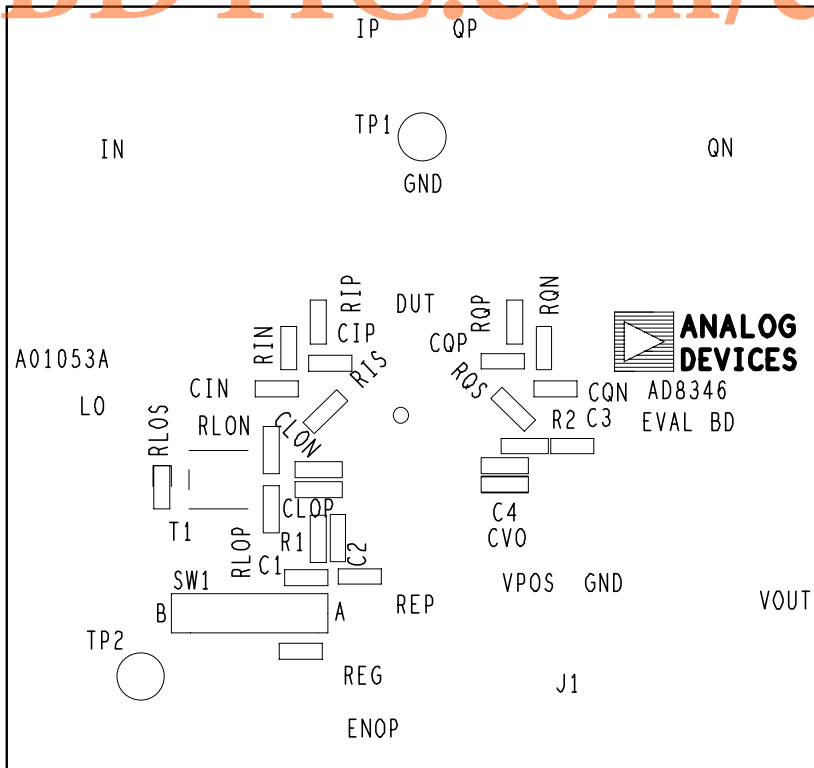 BDTIC.com/
IP QP
TP1
IN
QN
GND
RIP
DUT
RQP
RQN
RIN
CIP
CQP
ANALOG
DEVICES
A01053A
RIS
RQS
CIN
CQN
AD8346
LO
RLOS
RLON
CLON
R2 C3
EVAL BD
CLOP
C4
T1
RLOP
R1
C2
CVO
C1
SW1
VPOS GND
B
A
REP
VOUT
TP2
REG
J1
ENOP